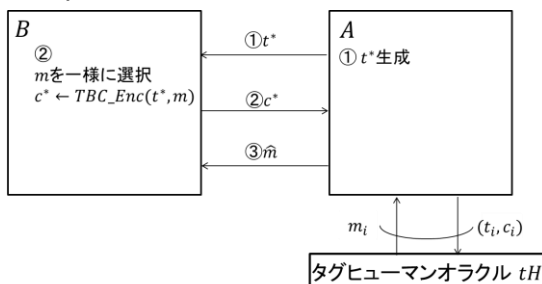 B
②
mを一様に選択
c* ← TBC_Enc(t*, m)
①t*
②c*
③m̂
A
① t*生成
m_i
(t_i, c_i)
タグヒューマンオラクル tH